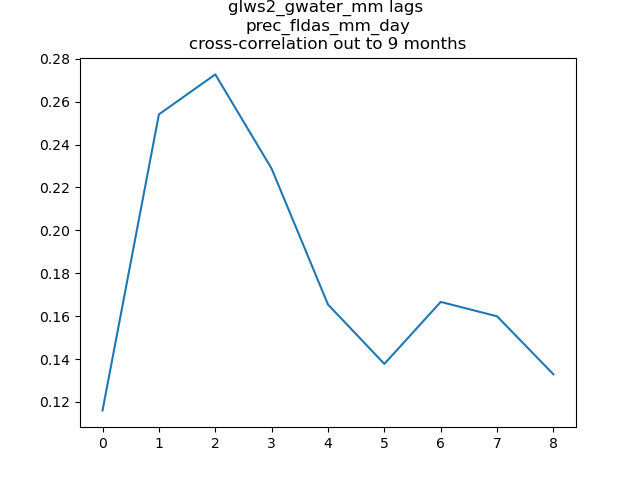 glws2_gwater_mm lags
prec_fldas_mm_day
cross-correlation out to 9 months
0.28
0.26
0.24
0.22
0.20
0.18
0.16
0.14
0.12
0 1 2 3 4 5 6 7 8